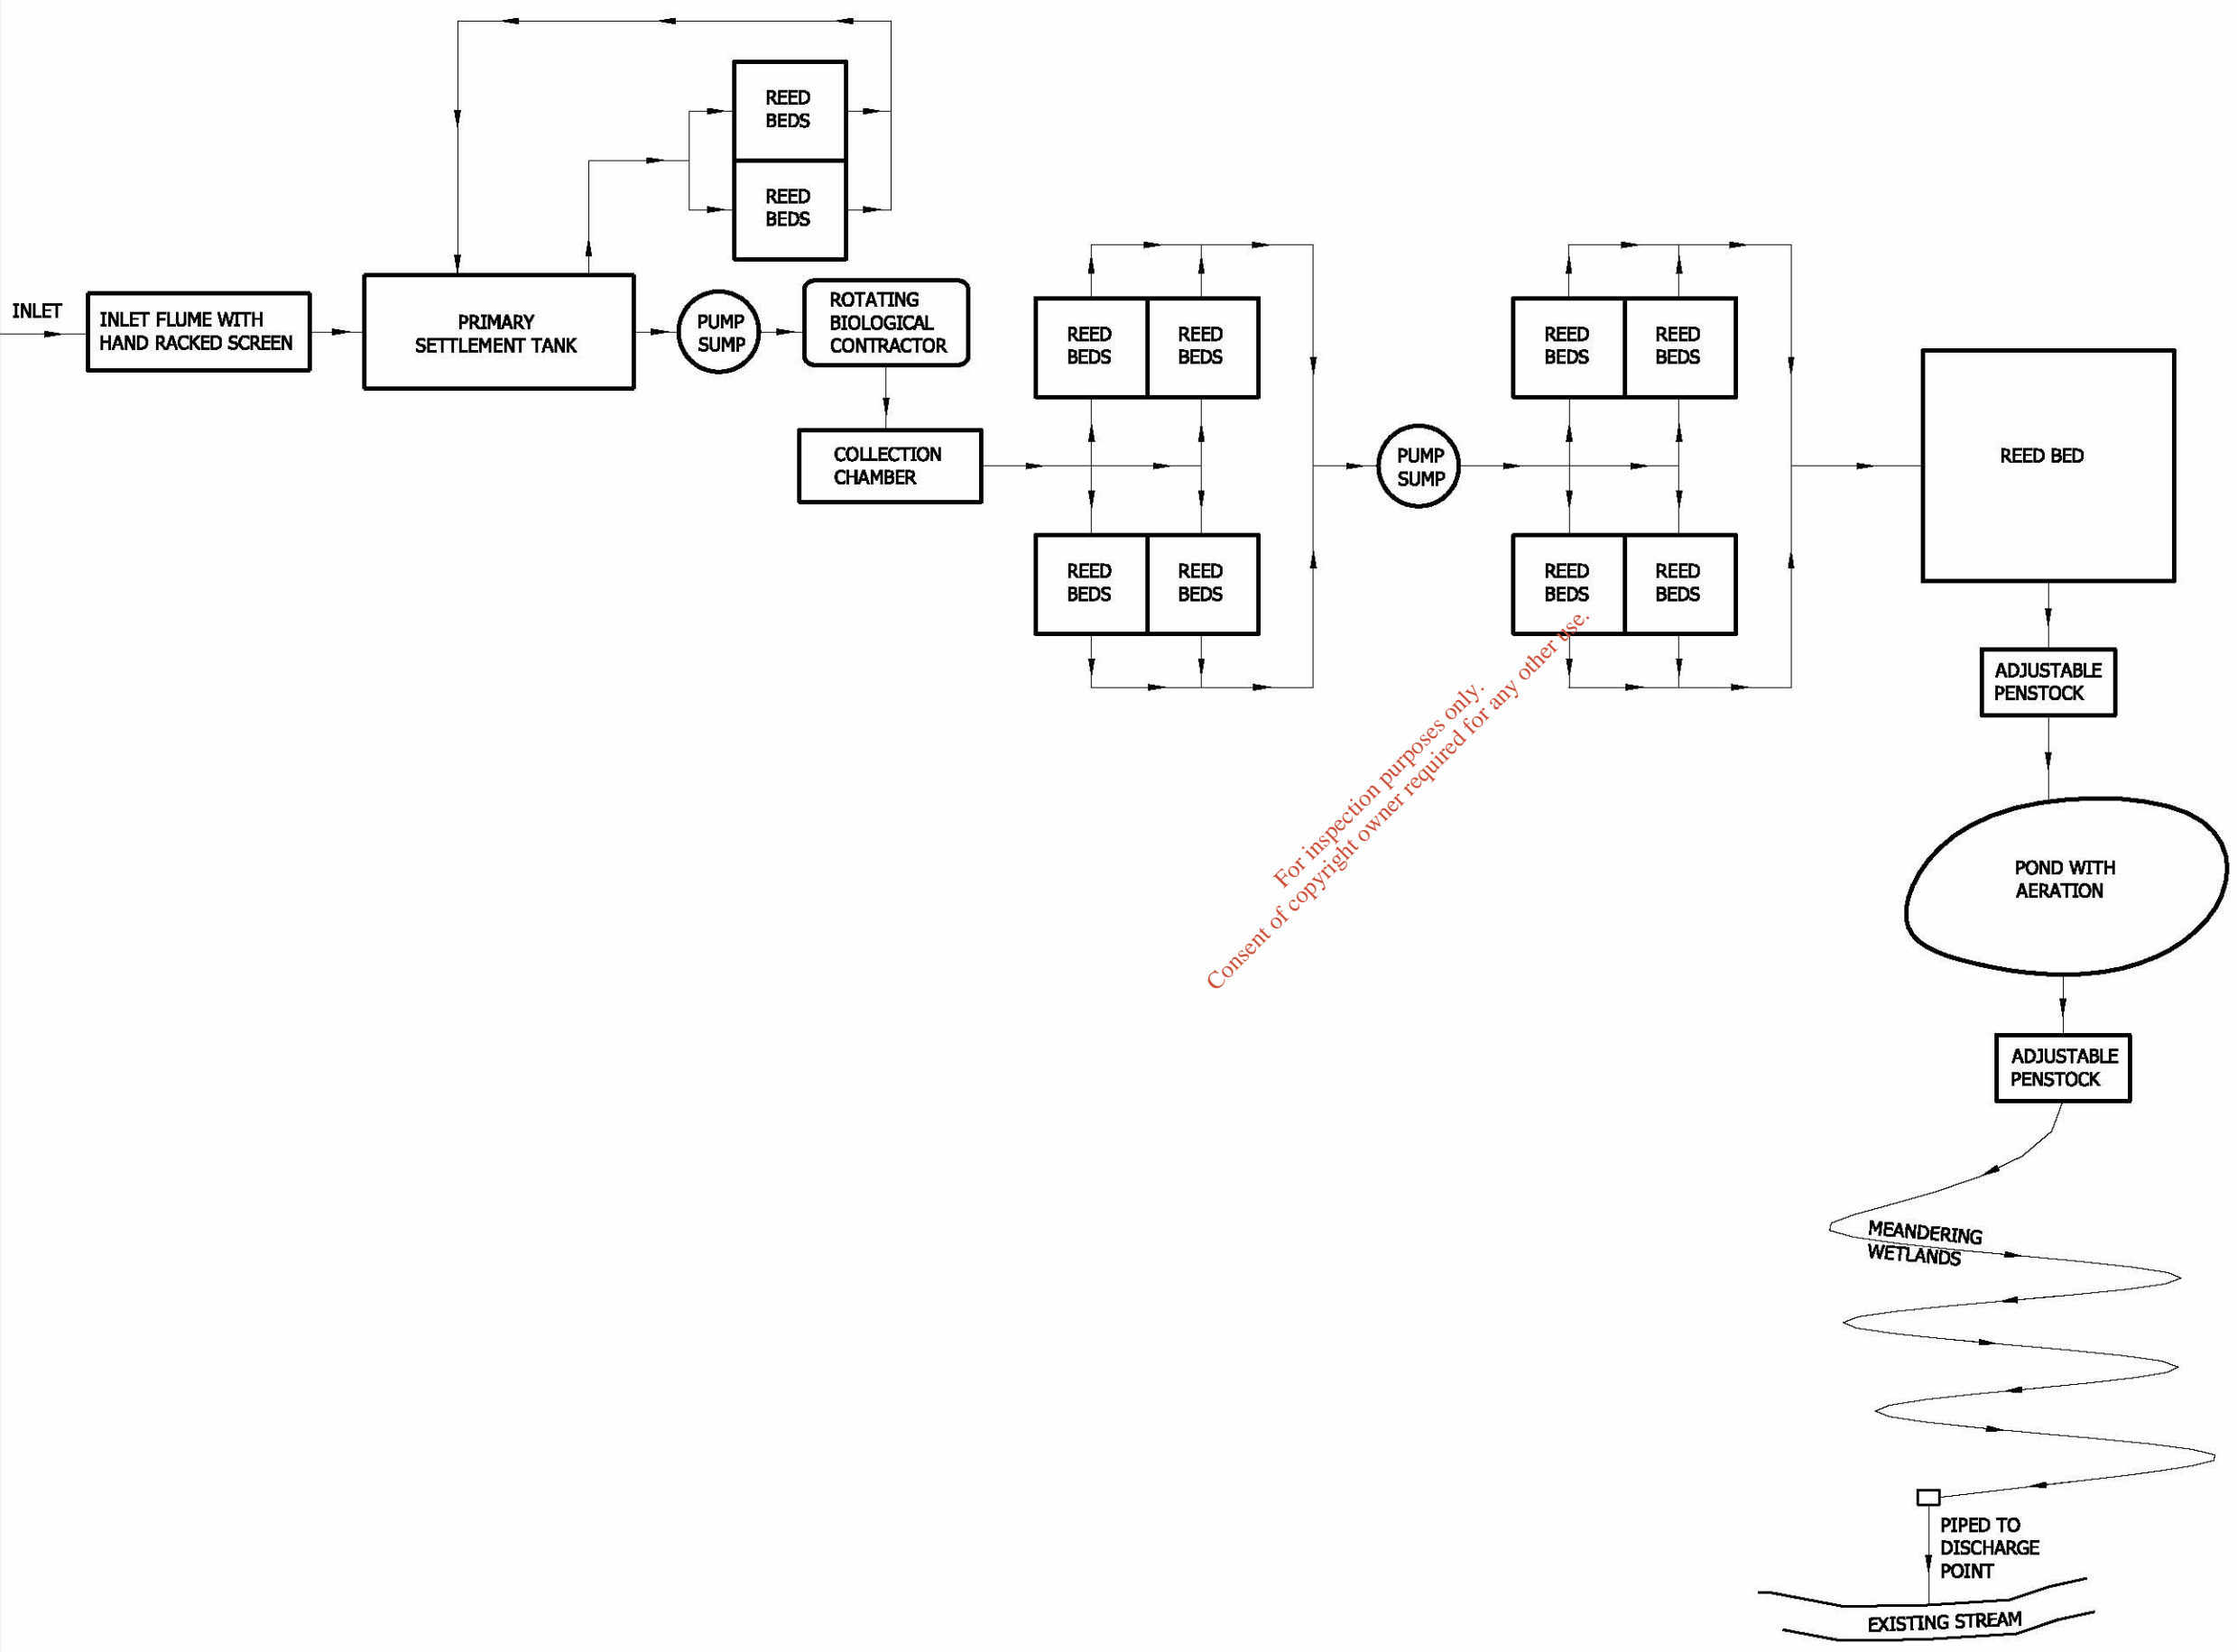 REED
BEDS
REED
BEDS
INLET
INLET FLUME WITH
HAND RACKED SCREEN
PRIMARY
SETTLEMENT TANK
PUMP
SUMP
ROTATING
BIOLOGICAL
CONTRACTOR
COLLECTION
CHAMBER
REED
BEDS
REED
BEDS
REED
BEDS
REED
BEDS
PUMP
SUMP
REED
BEDS
REED
BEDS
REED
BEDS
REED
BEDS
REED BED
ADJUSTABLE
PENSTOCK
For inspection purposes only.
Consent of copyright owner required for any other use.
POND WITH
AERATION
ADJUSTABLE
PENSTOCK
MEANDERING
WETLANDS
PIPED TO
DISCHARGE
POINT
EXISTING STREAM